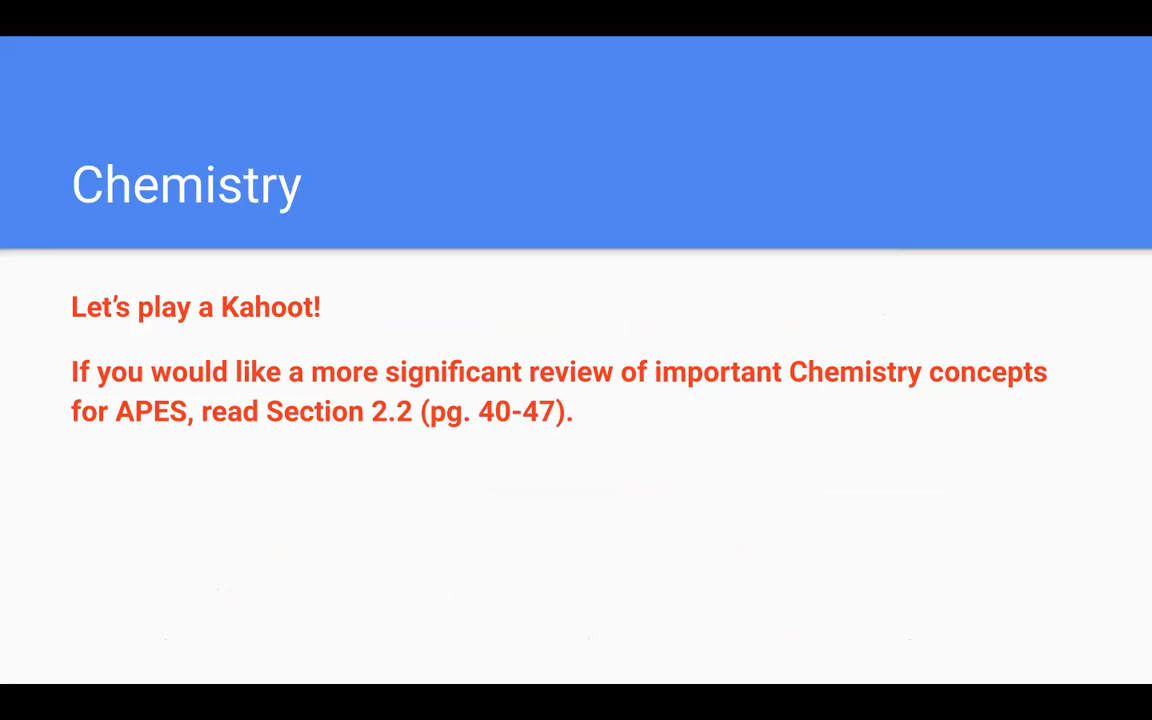 Chemistry
Let’s play a Kahoot!
If you would like a more significant review of important Chemistry concepts
for APES, read Section 2.2 (pg. 40-47).